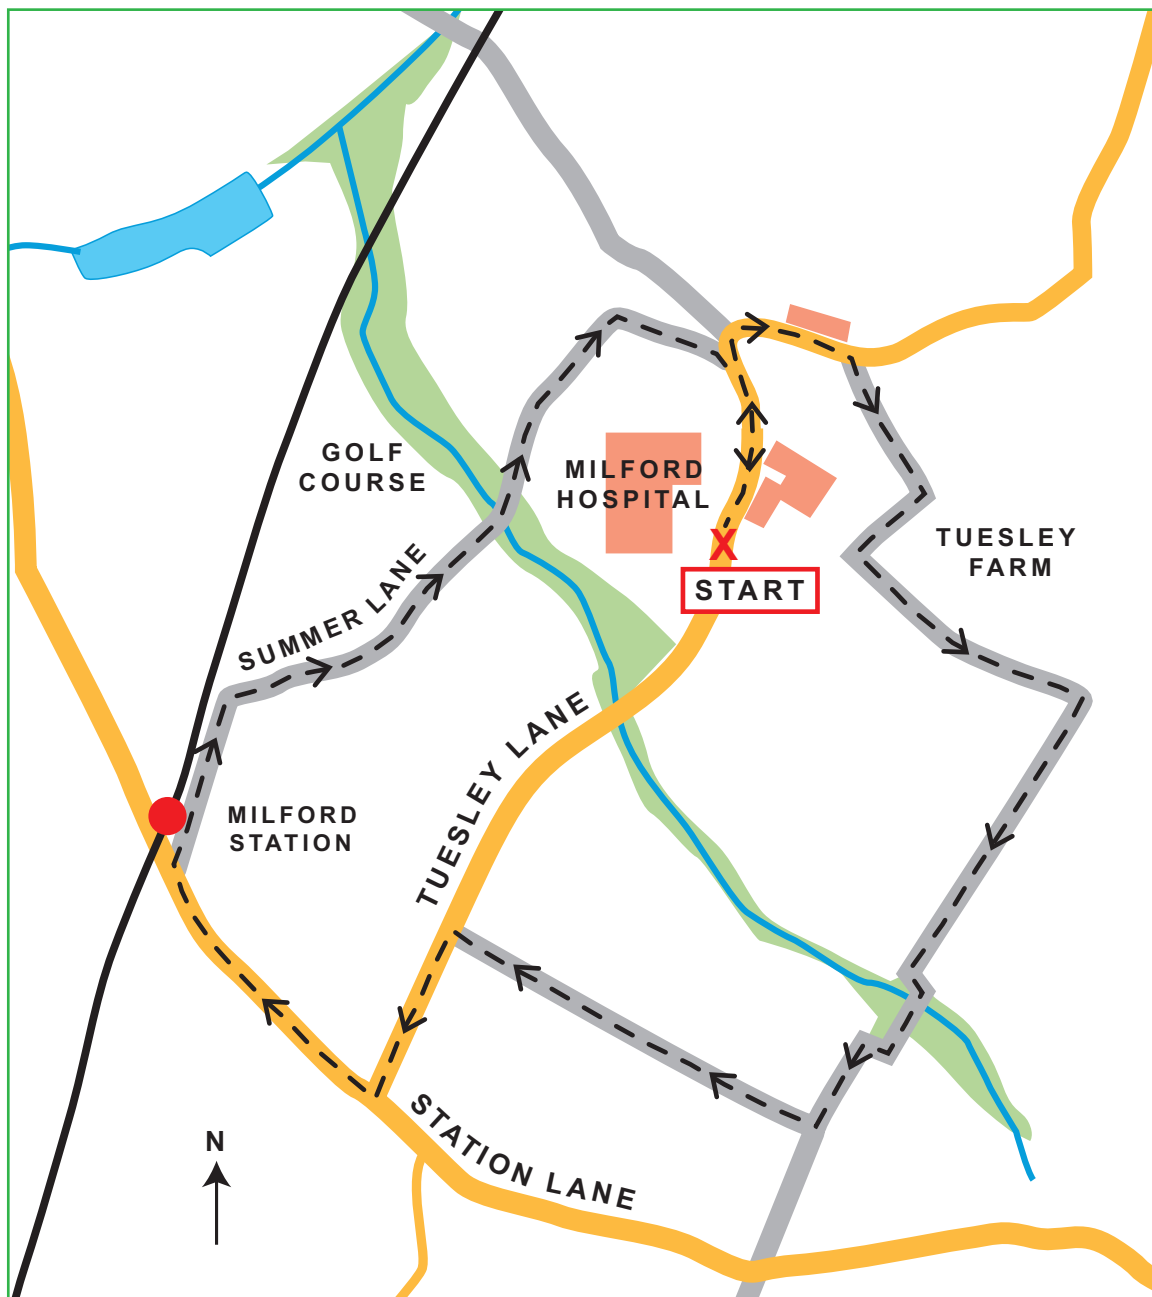 GOLF
COURSE
MILFORD
HOSPITAL
TUESLEY
FARM
X
START
SUMMER LANE
TUESLEY LANE
MILFORD
STATION
STATION LANE
N